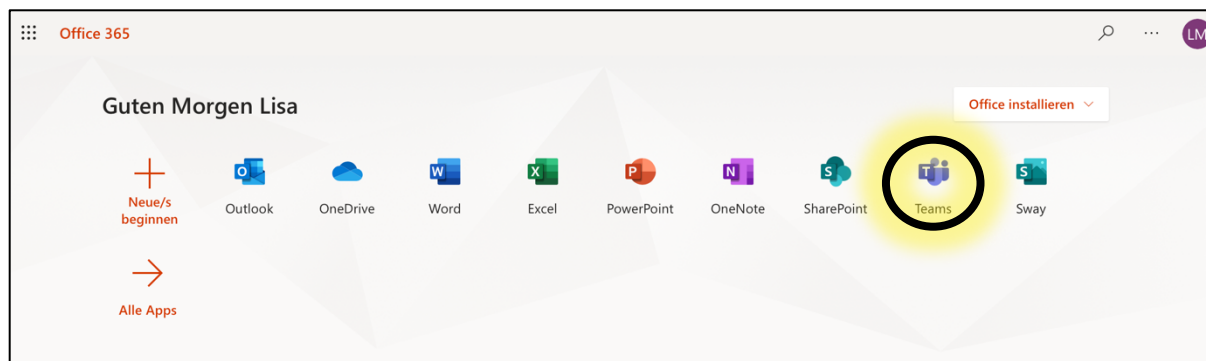 Office 365
LM
Guten Morgen Lisa
Office installieren
Neue/s
beginnen
Outlook
OneDrive
Word
Excel
PowerPoint
OneNote
SharePoint
Teams
Sway
Alle Apps